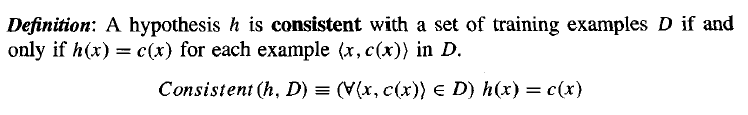 Definition: A hypothesis h is consistent with a set of training examples D if and
only if h(x) = c(x) for each example ⟨x, c(x)⟩ in D.
Consistent(h, D) ≡ (∀⟨x, c(x)⟩ ∈ D) h(x) = c(x)